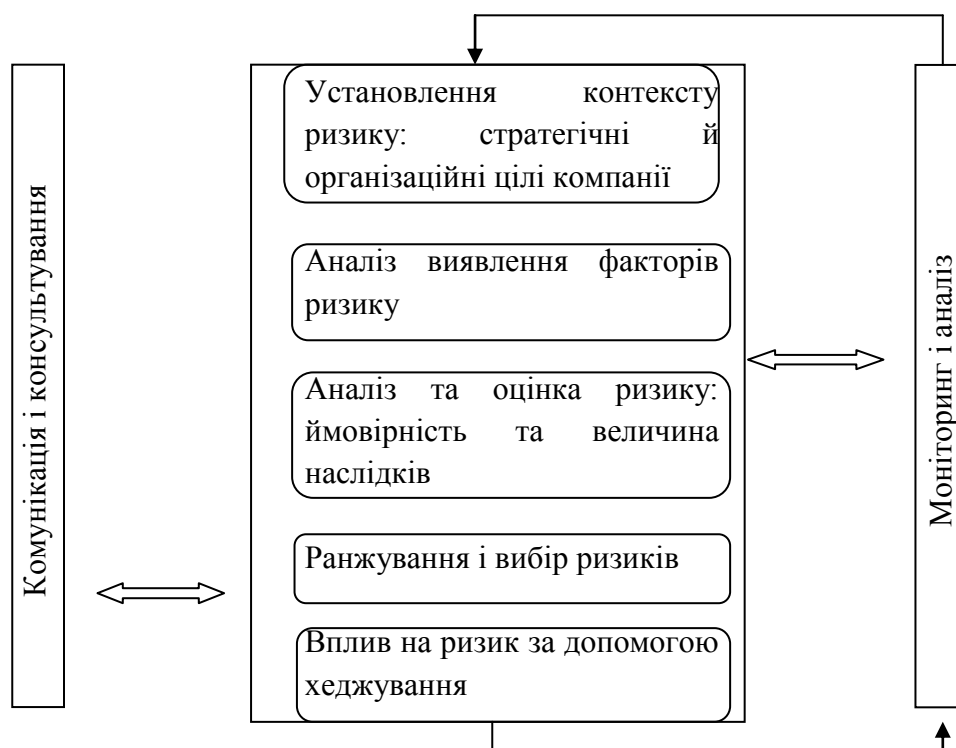 Комунікація і консультування
Установлення контексту
ризику: стратегічні й
організаційні цілі компанії
Аналіз виявлення факторів
ризику
Аналіз та оцінка ризику:
ймовірність та величина
наслідків
Ранжування і вибір ризиків
Вплив на ризик за допомогою
хеджування
Моніторинг і аналіз